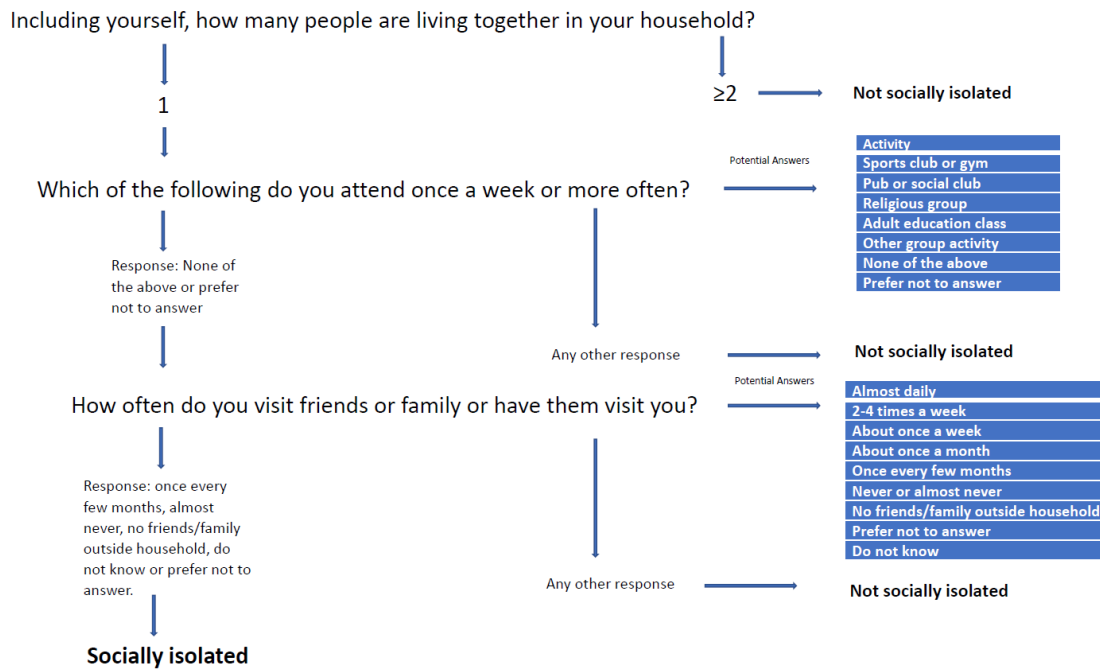 Including yourself, how many people are living together in your household?
1
≥2
Not socially isolated
Which of the following do you attend once a week or more often?
Potential Answers
Activity
Sports club or gym
Pub or social club
Religious group
Adult education class
Other group activity
None of the above
Prefer not to answer
Response: None of
the above or prefer
not to answer
Any other response
Not socially isolated
How often do you visit friends or family or have them visit you?
Potential Answers
Almost daily
2-4 times a week
About once a week
About once a month
Once every few months
Never or almost never
No friends/family outside household
Prefer not to answer
Do not know
Response: once every
few months, almost
never, no friends/family
outside household, do
not know or prefer not to
answer.
Any other response
Not socially isolated
Socially isolated